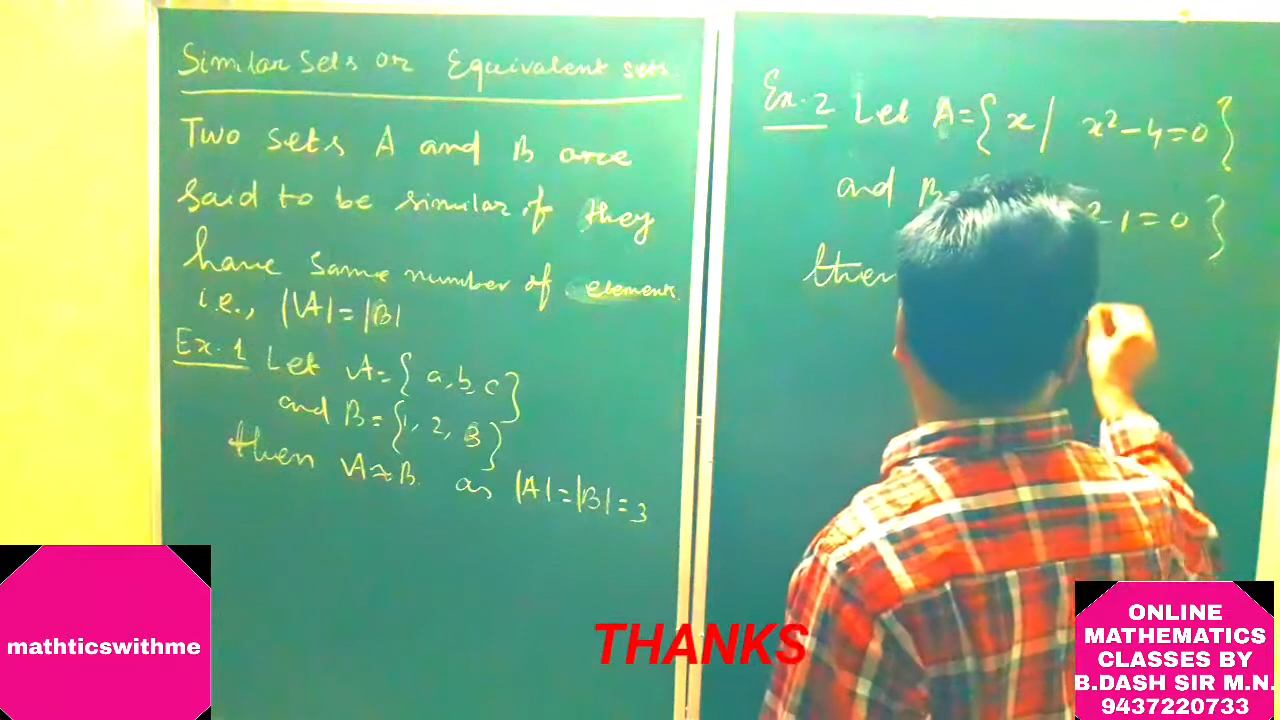 Similar Sets or Equivalent sets.
Two sets A and B are
said to be similar if they
have same number of elements.
i.e., |A|=|B|
Ex.1 Let A={a,b,c}
and B={1,2,3}
then A≈B. as |A|=|B|=3
Ex.2 Let A={x/ x²-4=0}
and B= 2-1=0}
then
mathticswithme
THANKS
ONLINE
MATHEMATICS
CLASSES BY
B.DASH SIR M.N.
9437220733